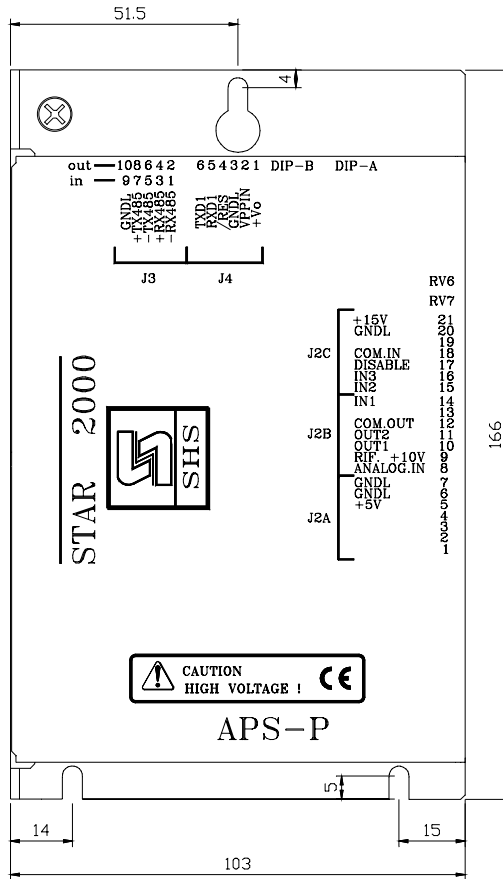 51.5
4
out 108642 654321 DIP-B DIP-A
in 97531
GNDL
+TX485
-TX485
+RX485
-RX485
TXD1
RXD1
/RES
GNDL
VPPIN
+Vo
J3 J4
RV6
RV7
+15V 21
GNDL 20
19
J2C
COM.IN 18
DISABLE 17
IN3 16
IN2 15
IN1 14
13
J2B
COM.OUT 12
OUT2 11
OUT1 10
RIF. +10V 9
ANALOG.IN 8
GNDL 7
GNDL 6
+5V 5
J2A
4
3
2
1
STAR 2000
SHS
166
CAUTION
HIGH VOLTAGE !
CE
APS-P
5
14
15
103